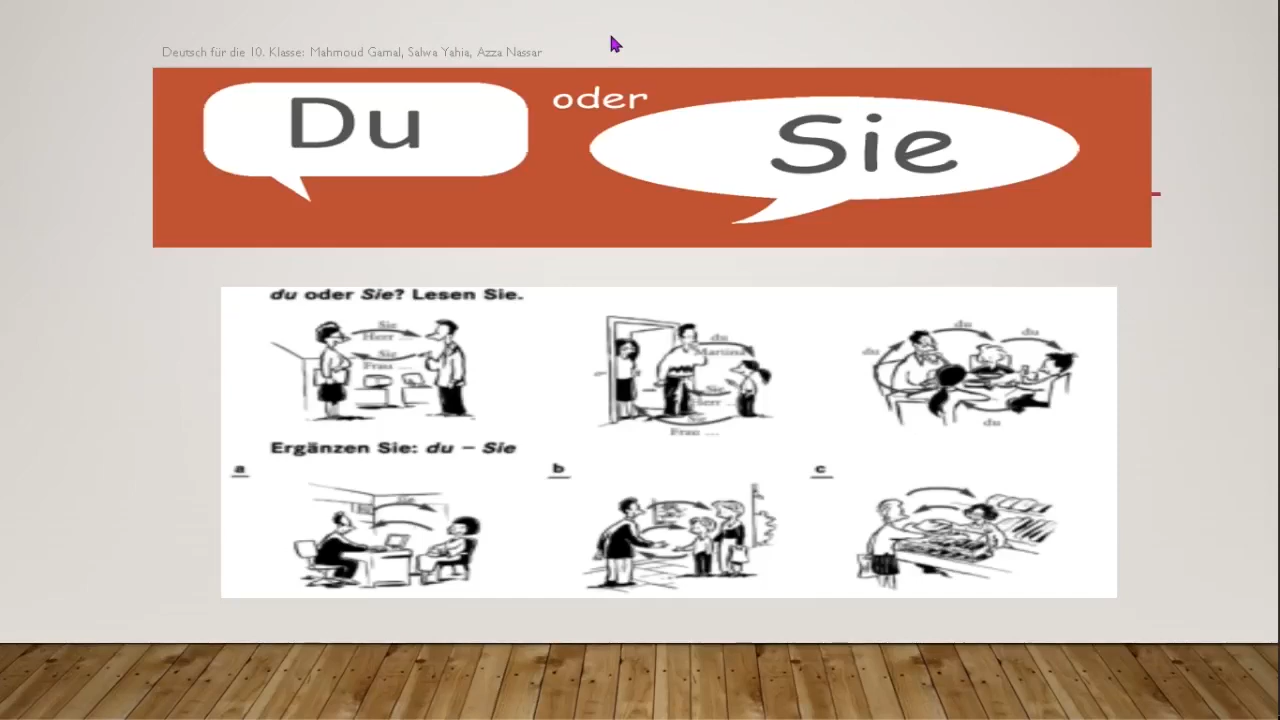 Deutsch für die 10. Klasse: Mahmoud Gamal, Salwa Yahia, Azza Nassar
Du
oder
Sie
du oder Sie? Lesen Sie.
Sie
Herr ...
Sie
Frau ...
du
Martina
Sie
Herr ...
Sie
Frau ...
du
du
du
du
Ergänzen Sie: du – Sie
a
b
c
Sie